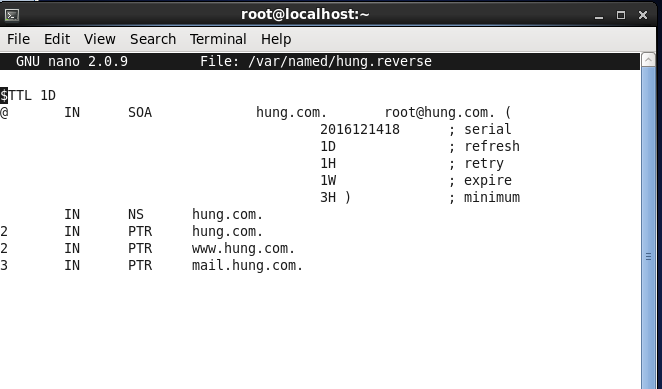 root@localhost:~
File Edit View Search Terminal Help
GNU nano 2.0.9 File: /var/named/hung.reverse
$TTL 1D
@ IN SOA hung.com. root@hung.com. (
2016121418 ; serial
1D ; refresh
1H ; retry
1W ; expire
3H ) ; minimum
IN NS hung.com.
2 IN PTR hung.com.
2 IN PTR www.hung.com.
3 IN PTR mail.hung.com.